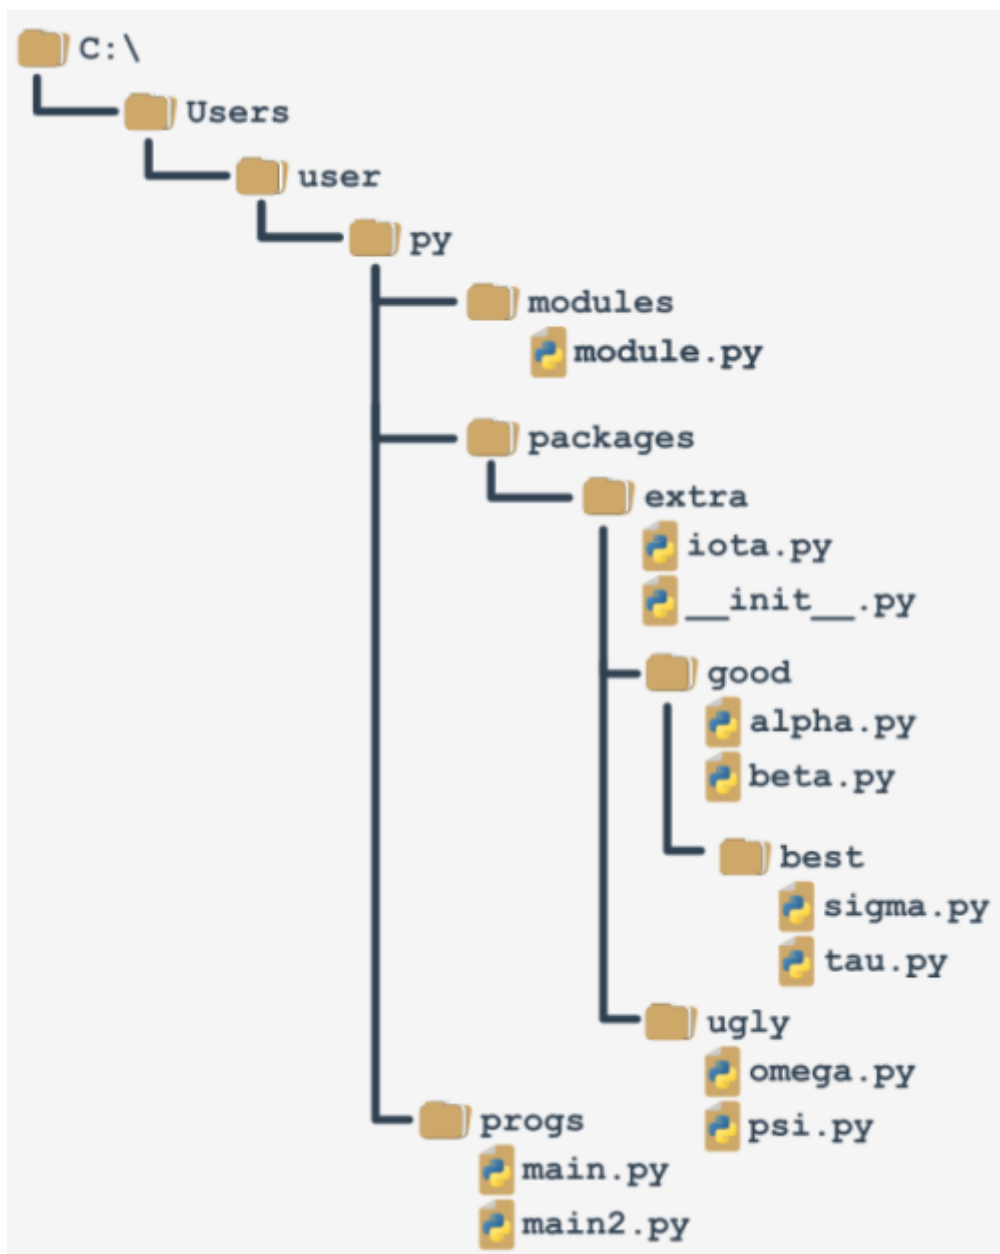 C:\
Users
user
py
modules
module.py
packages
extra
iota.py
__init__.py
good
alpha.py
beta.py
best
sigma.py
tau.py
ugly
omega.py
psi.py
progs
main.py
main2.py